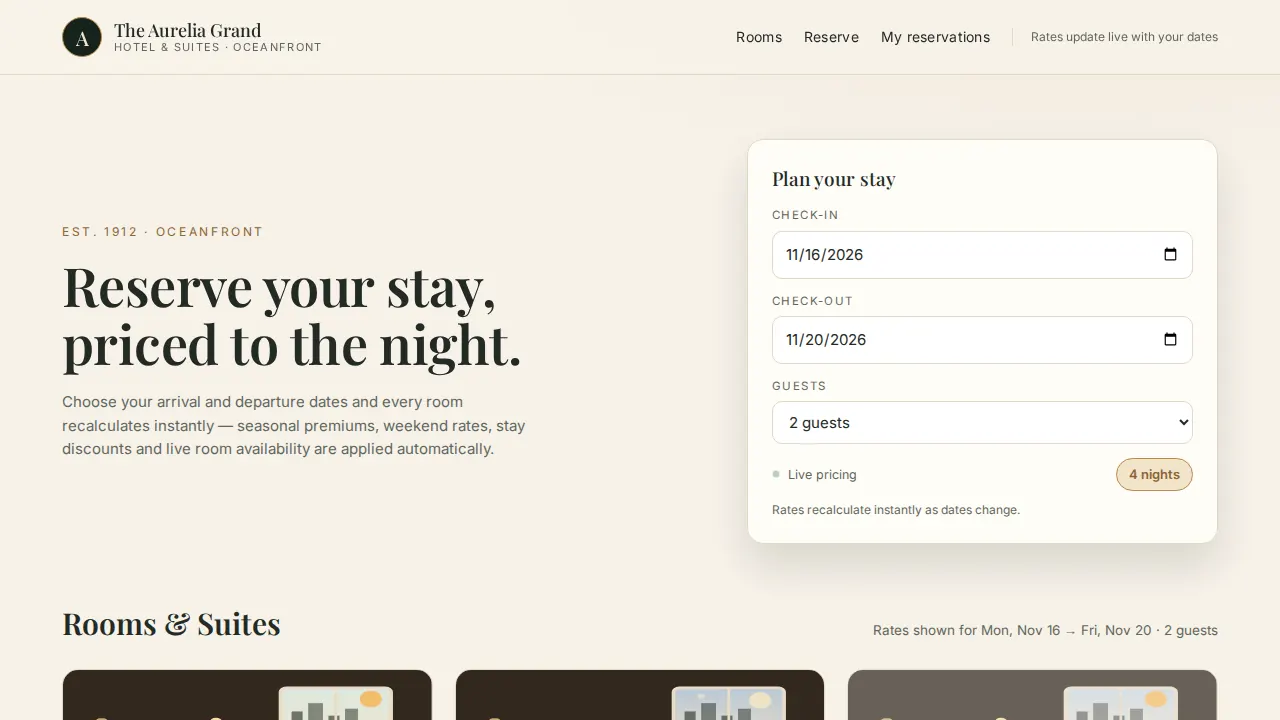 A
The Aurelia Grand
HOTEL & SUITES · OCEANFRONT
Rooms
Reserve
My reservations
Rates update live with your dates
EST. 1912 · OCEANFRONT
Reserve your stay,
priced to the night.
Choose your arrival and departure dates and every room
recalculates instantly — seasonal premiums, weekend rates, stay
discounts and live room availability are applied automatically.
Plan your stay
CHECK-IN
11/16/2026
CHECK-OUT
11/20/2026
GUESTS
2 guests
Live pricing
4 nights
Rates recalculate instantly as dates change.
Rooms & Suites
Rates shown for Mon, Nov 16 → Fri, Nov 20 · 2 guests